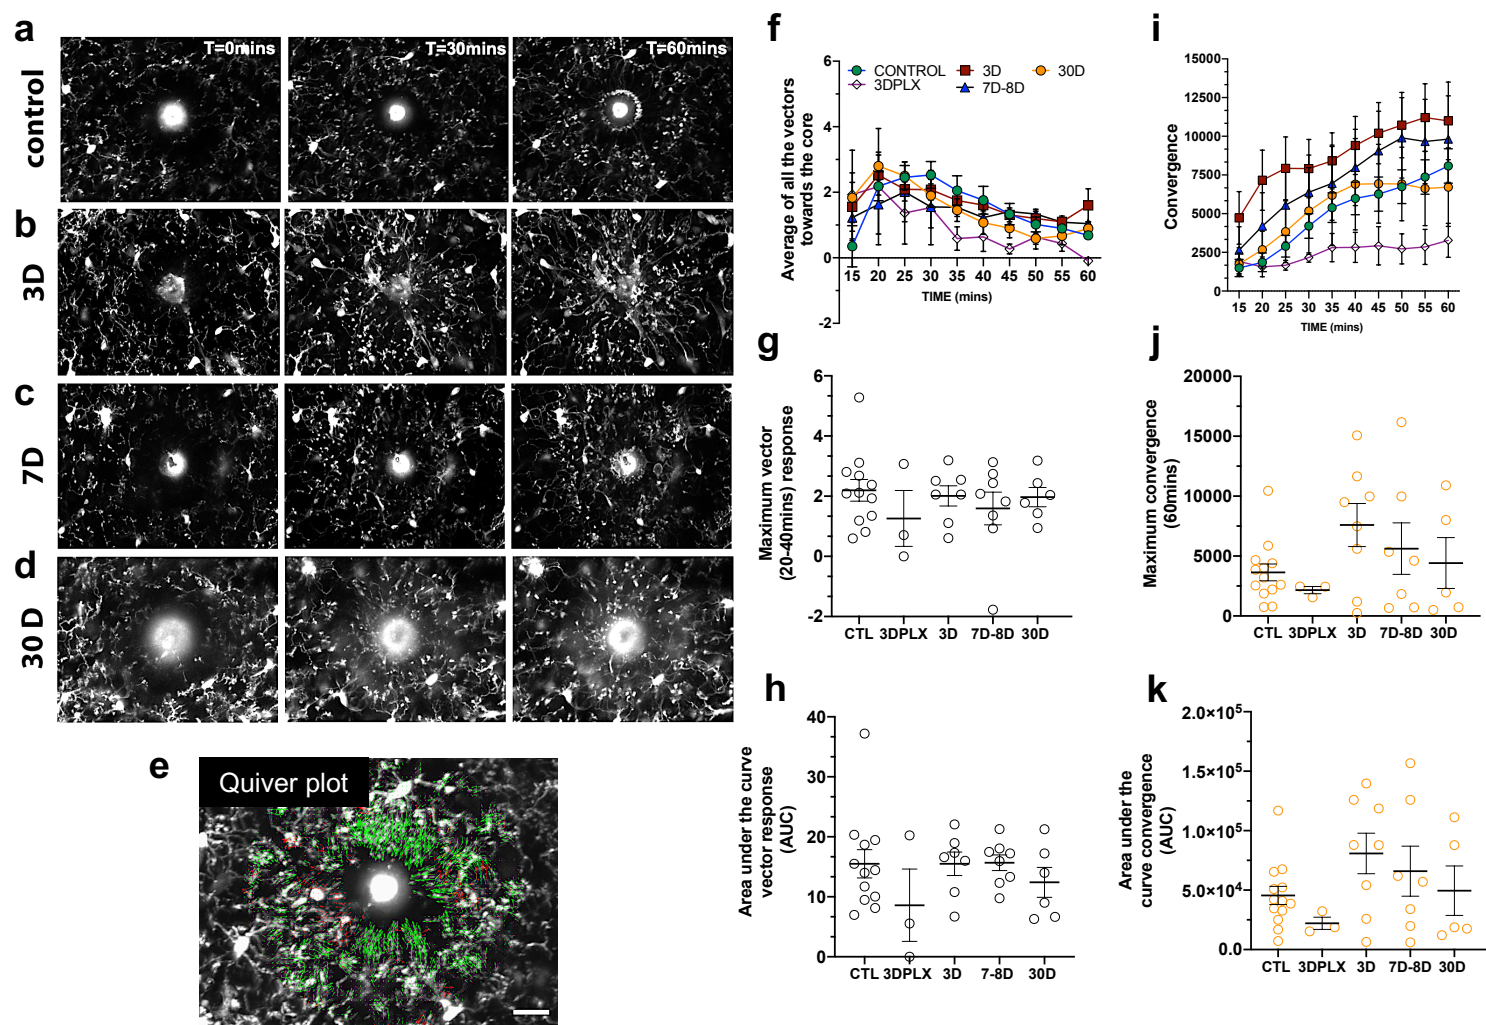 a
control
T=0mins
T=30mins
T=60mins
b
3D
c
7D
d
30 D
e
Quiver plot
f
Average of all the vectors
towards the core
6
4
2
0
-2
CONTROL
3D
30D
3DPLX
7D-8D
15 20 25 30 35 40 45 50 55 60
TIME (mins)
g
Maximum vector
(20-40mins) response
6
4
2
0
-2
CTL 3DPLX 3D 7D-8D 30D
h
Area under the curve
vector response
(AUC)
40
30
20
10
0
CTL 3DPLX 3D 7-8D 30D
i
Convergence
15000
12500
10000
7500
5000
2500
0
15 20 25 30 35 40 45 50 55 60
TIME (mins)
j
Maximum convergence
(60mins)
20000
15000
10000
5000
0
CTL 3DPLX 3D 7D-8D 30D
k
Area under the
curve convergence
(AUC)
2.0×10⁵
1.5×10⁵
1.0×10⁵
5.0×10⁴
0.0
CTL 3DPLX 3D 7D-8D 30D